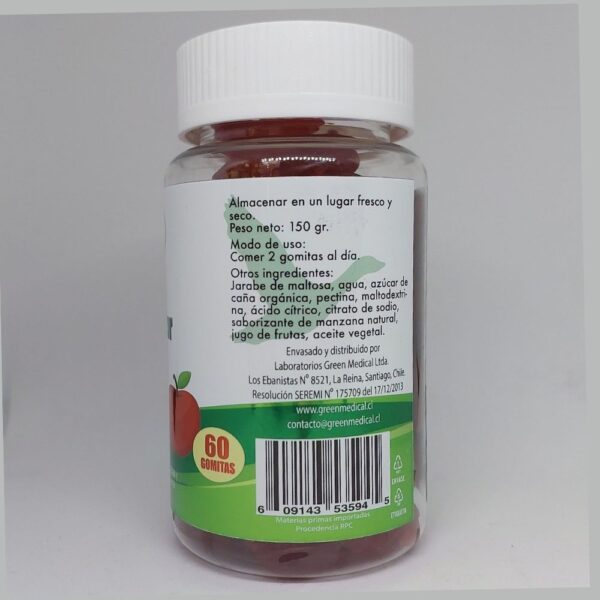 Almacenar en un lugar fresco y
seco.
Peso neto: 150 gr.
Modo de uso:
Comer 2 gomitas al día.
Otros ingredientes:
Jarabe de maltosa, agua, azúcar de
caña orgánica, pectina, maltodextri-
na, ácido cítrico, citrato de sodio,
saborizante de manzana natural,
jugo de frutas, aceite vegetal.
Envasado y distribuido por
Laboratorios Green Medical Ltda.
Los Ebanistas N° 8521, La Reina, Santiago, Chile.
Resolución SEREMI N° 175709 del 17/12/2013
www.greenmedical.cl
contacto@greenmedical.cl
60
GOMITAS
6 09143 53594 5
ENVASE
ETIQUETA
Materias primas importadas
Procedencia RPC